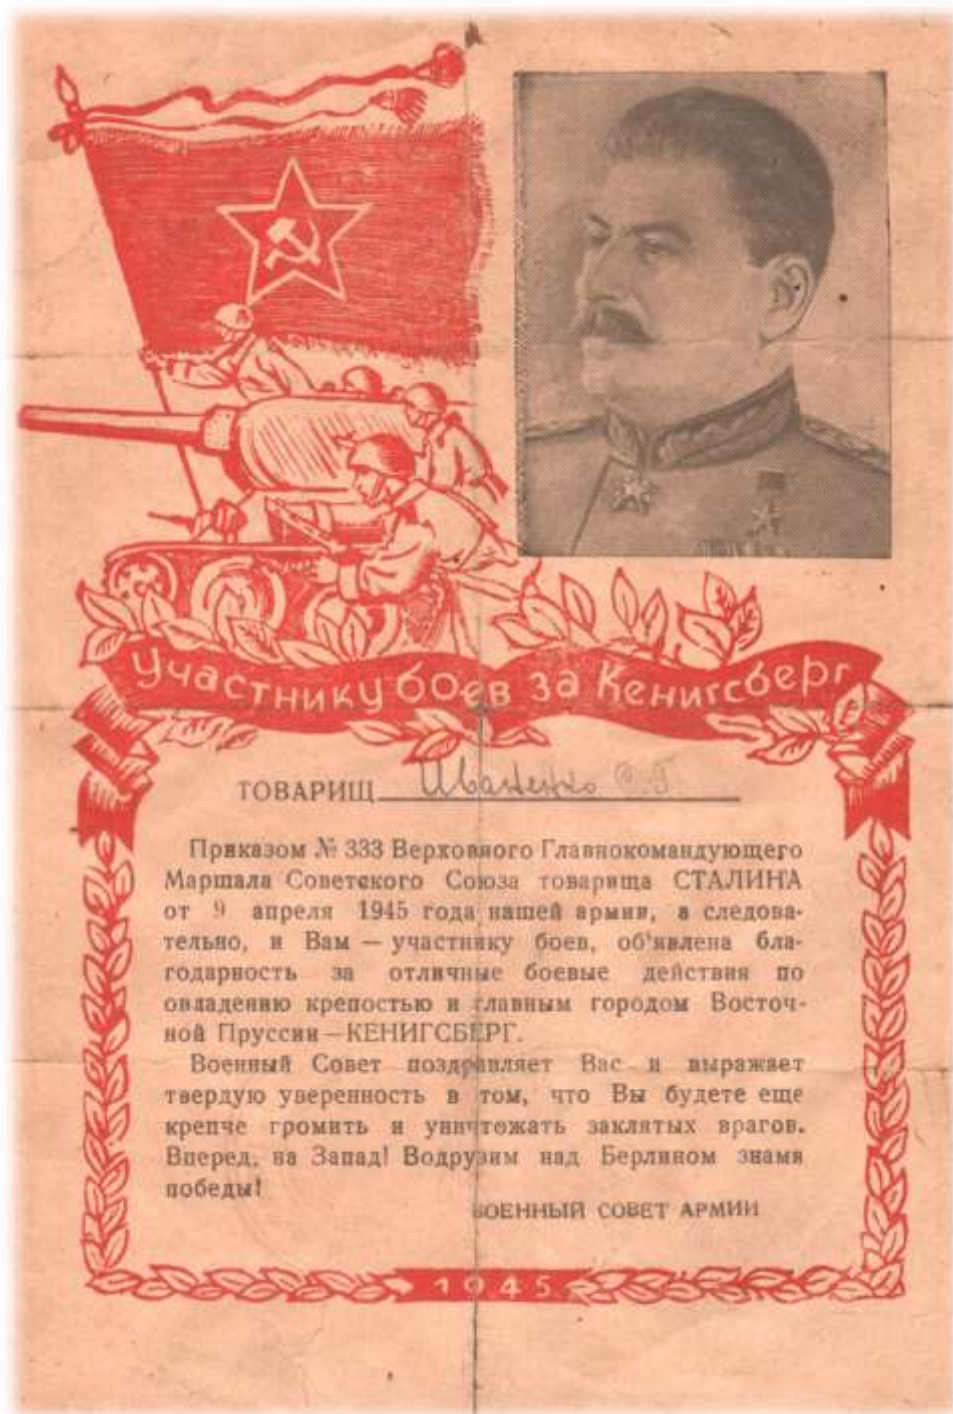 Участнику боев за Кенигсберг
ТОВАРИЩ Иваненко
Приказом № 333 Верховного Главнокомандующего
Маршала Советского Союза товарища СТАЛИНА
от 9 апреля 1945 года нашей армии, а следова-
тельно, и Вам — участнику боев, об'явлена бла-
годарность за отличные боевые действия по
овладению крепостью и главным городом Восточ-
ной Пруссии — КЕНИГСБЕРГ.
Военный Совет поздравляет Вас и выражает
твердую уверенность в том, что Вы будете еще
крепче громить и уничтожать заклятых врагов.
Вперед, на Запад! Водрузим над Берлином знамя
победы!
ВОЕННЫЙ СОВЕТ АРМИИ
1945